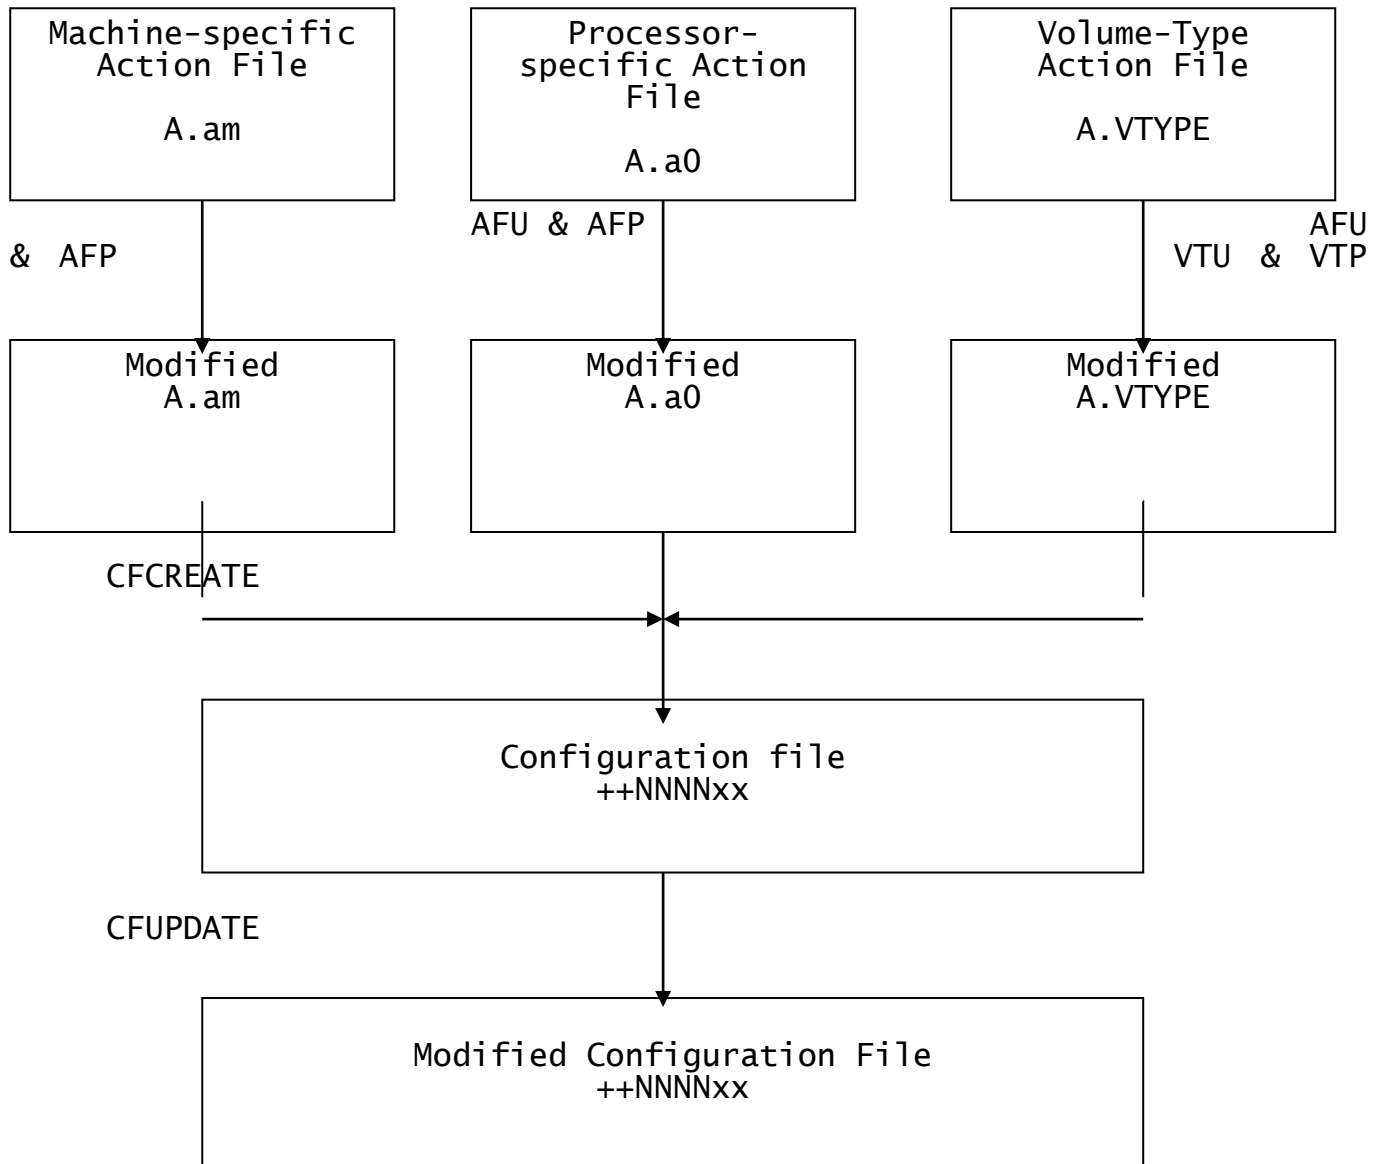 Machine-specific
Action File
A.am
Processor-
specific Action
File
A.a0
Volume-Type
Action File
A.VTYPE
AFU & AFP
AFU
& AFP
VTU & VTP
Modified
A.am
Modified
A.a0
Modified
A.VTYPE
CFCREATE
Configuration file
++NNNNxx
CFUPDATE
Modified Configuration File
++NNNNxx